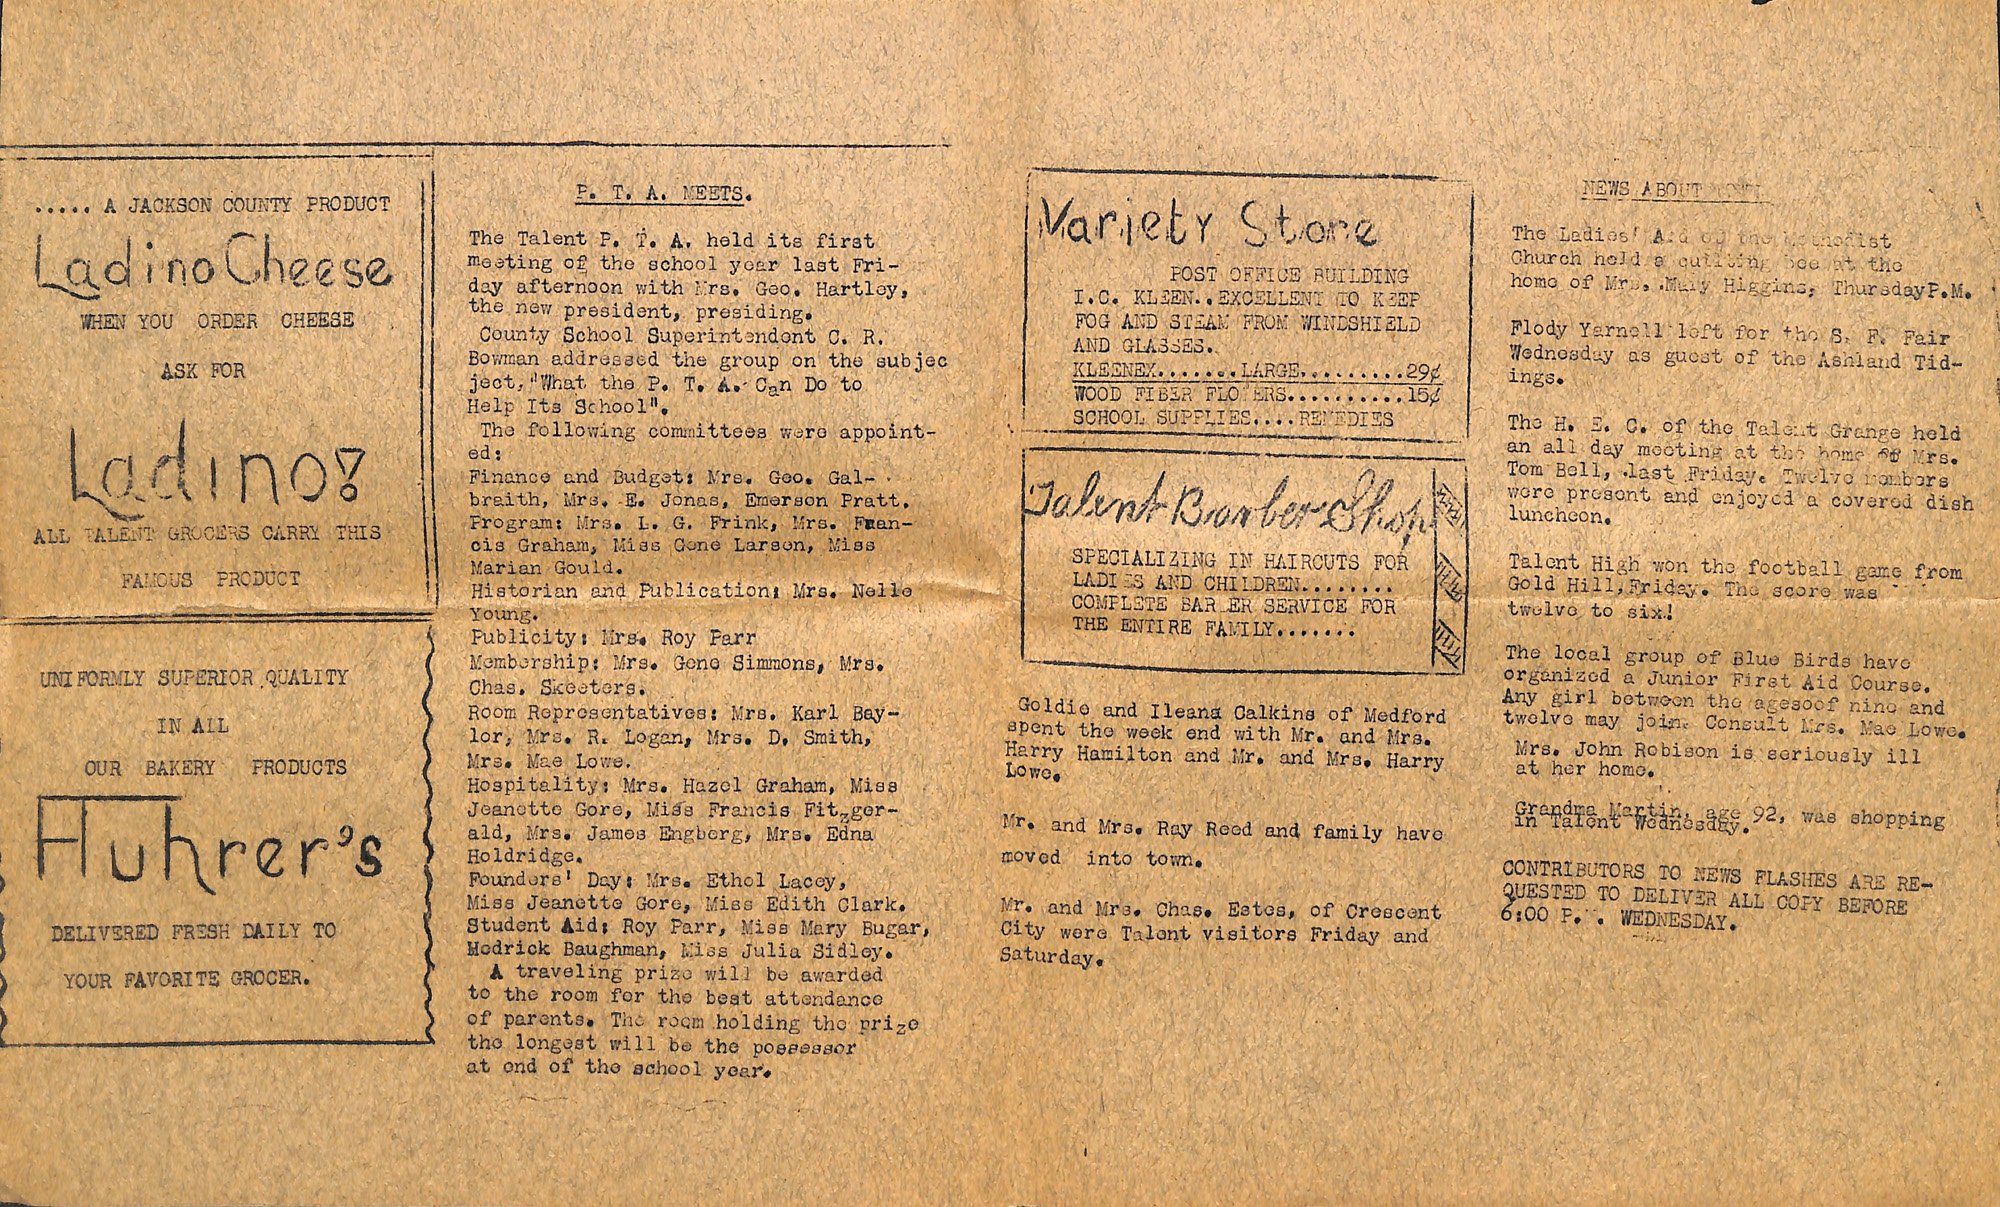 ..... A JACKSON COUNTY PRODUCT
Ladino Cheese
WHEN YOU ORDER CHEESE
ASK FOR
Ladino!
ALL TALENT GROCERS CARRY THIS
FAMOUS PRODUCT
UNIFORMLY SUPERIOR QUALITY
IN ALL
OUR BAKERY PRODUCTS
Fluhrer's
DELIVERED FRESH DAILY TO
YOUR FAVORITE GROCER.
P. T. A. MEETS.
The Talent P. T. A. held its first
meeting of the school year last Fri-
day afternoon with Mrs. Geo. Hartley,
the new president, presiding.
County School Superintendent C. R.
Bowman addressed the group on the subjec
ject, "What the P. T. A. Can Do to
Help Its School".
The following committees were appoint-
ed:
Finance and Budget: Mrs. Geo. Gal-
braith, Mrs. E. Jonas, Emerson Pratt.
Program: Mrs. L. G. Frink, Mrs. Fran-
cis Graham, Miss Gene Larson, Miss
Marian Gould.
Historian and Publication: Mrs. Nelle
Young.
Publicity: Mrs. Roy Parr
Membership: Mrs. Gene Simmons, Mrs.
Chas. Skeeters.
Room Representatives: Mrs. Karl Bay-
lor, Mrs. R. Logan, Mrs. D. Smith,
Mrs. Mae Lowe.
Hospitality: Mrs. Hazel Graham, Miss
Jeanette Gore, Miss Francis Fitzger-
ald, Mrs. James Engberg, Mrs. Edna
Holdridge.
Founders' Day: Mrs. Ethel Lacey,
Miss Jeanette Gore, Miss Edith Clark.
Student Aid: Roy Parr, Miss Mary Bugar,
Medrick Baughman, Miss Julia Sidley.
A traveling prize will be awarded
to the room for the best attendance
of parents. The room holding the prize
the longest will be the possessor
at end of the school year.
Variety Store
POST OFFICE BUILDING
I.C. KLEEN..EXCELLENT TO KEEP
FOG AND STEAM FROM WINDSHIELD
AND GLASSES.
KLEENEX.......LARGE.........29¢
WOOD FIBER FLOWERS..........15¢
SCHOOL SUPPLIES....REMEDIES
Talent Barber Shop
SPECIALIZING IN HAIRCUTS FOR
LADIES AND CHILDREN........
COMPLETE BARBER SERVICE FOR
THE ENTIRE FAMILY.......
Goldie and Ileana Calkins of Medford
spent the week end with Mr. and Mrs.
Harry Hamilton and Mr. and Mrs. Harry
Lowe.
Mr. and Mrs. Ray Reed and family have
moved into town.
Mr. and Mrs. Chas. Estes, of Crescent
City were Talent visitors Friday and
Saturday.
NEWS ABOUT TOWN
The Ladies' Aid of the Methodist
Church held a quilting bee at the
home of Mrs. Mary Higgins, Thursday P.M.
Flody Yarnell left for the S. F. Fair
Wednesday as guest of the Ashland Tid-
ings.
The H. E. C. of the Talent Grange held
an all day meeting at the home of Mrs.
Tom Bell, .last Friday. Twelve members
were present and enjoyed a covered dish
luncheon.
Talent High won the football game from
Gold Hill, Friday. The score was
twelve to six.!
The local group of Blue Birds have
organized a Junior First Aid Course.
Any girl between the agesoof nine and
twelve may join. Consult Mrs. Mae Lowe.
Mrs. John Robison is seriously ill
at her home.
Grandma Martin, age 92, was shopping
in Talent Wednesday.
CONTRIBUTORS TO NEWS FLASHES ARE RE-
QUESTED TO DELIVER ALL COPY BEFORE
6:00 P. . WEDNESDAY.